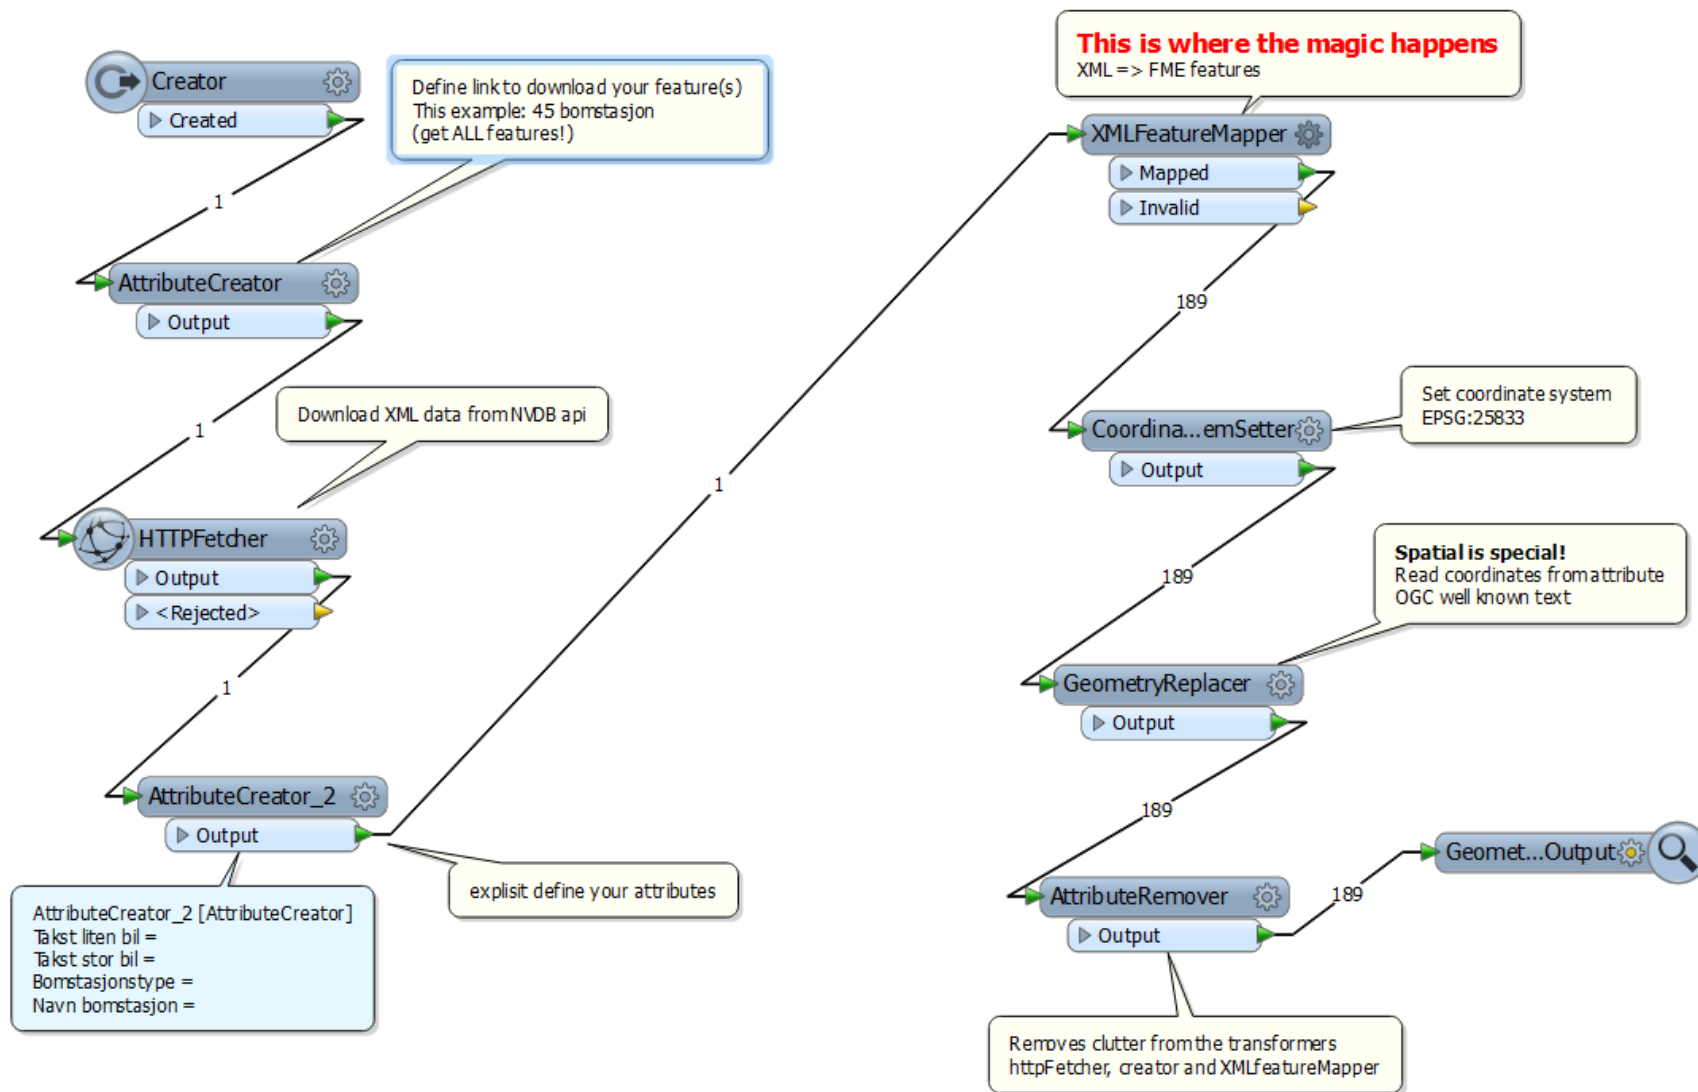 Creator
Created
Define link to download your feature(s)
This example: 45 bomstasjon
(get ALL features!)
1
AttributeCreator
Output
1
Download XML data from NVDB api
HTTPFetcher
Output
<Rejected>
1
AttributeCreator_2
Output
explisit define your attributes
AttributeCreator_2 [AttributeCreator]
Takst liten bil =
Takst stor bil =
Bomstasjonstype =
Navn bomstasjon =
1
This is where the magic happens
XML => FME features
XMLFeatureMapper
Mapped
Invalid
189
Set coordinate system
EPSG:25833
Coordina...emSetter
Output
189
Spatial is special!
Read coordinates from attribute
OGC well known text
GeometryReplacer
Output
189
AttributeRemover
Output
189
Geomet...Output
Removes clutter from the transformers
httpFetcher, creator and XMLfeatureMapper